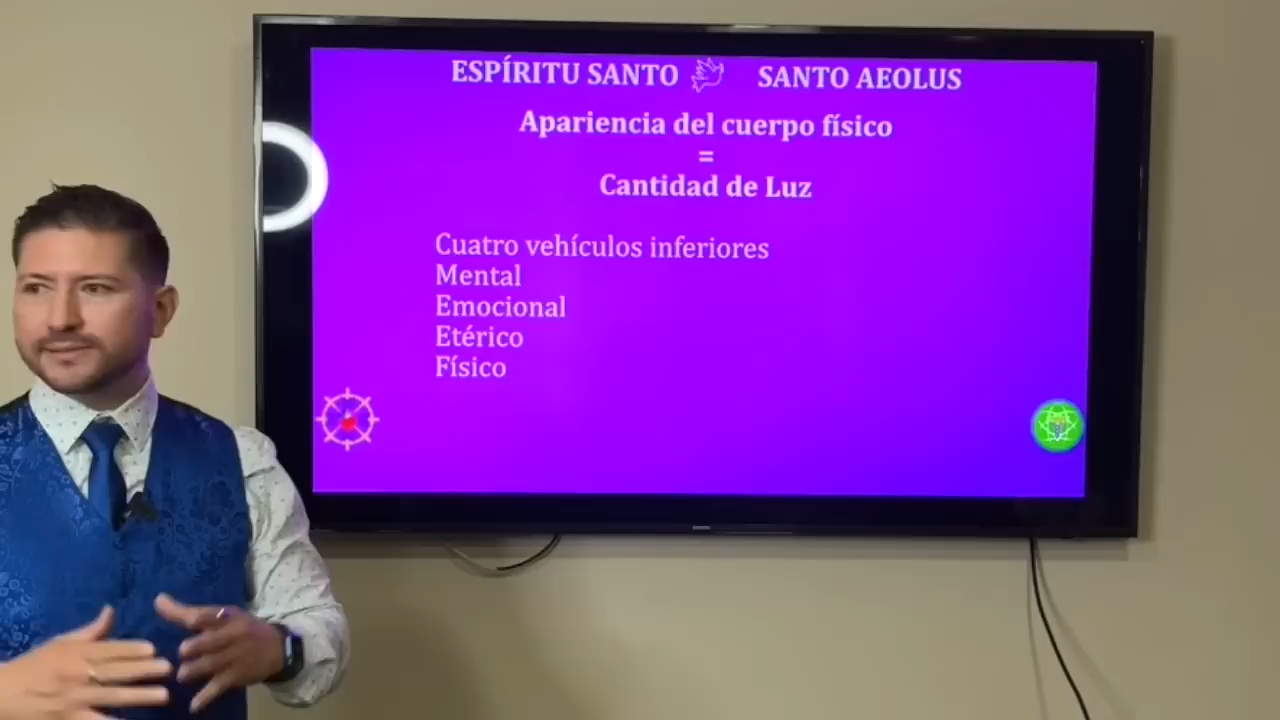 ESPÍRITU SANTO SANTO AEOLUS
Apariencia del cuerpo físico
=
Cantidad de Luz
Cuatro vehículos inferiores
Mental
Emocional
Etérico
Físico